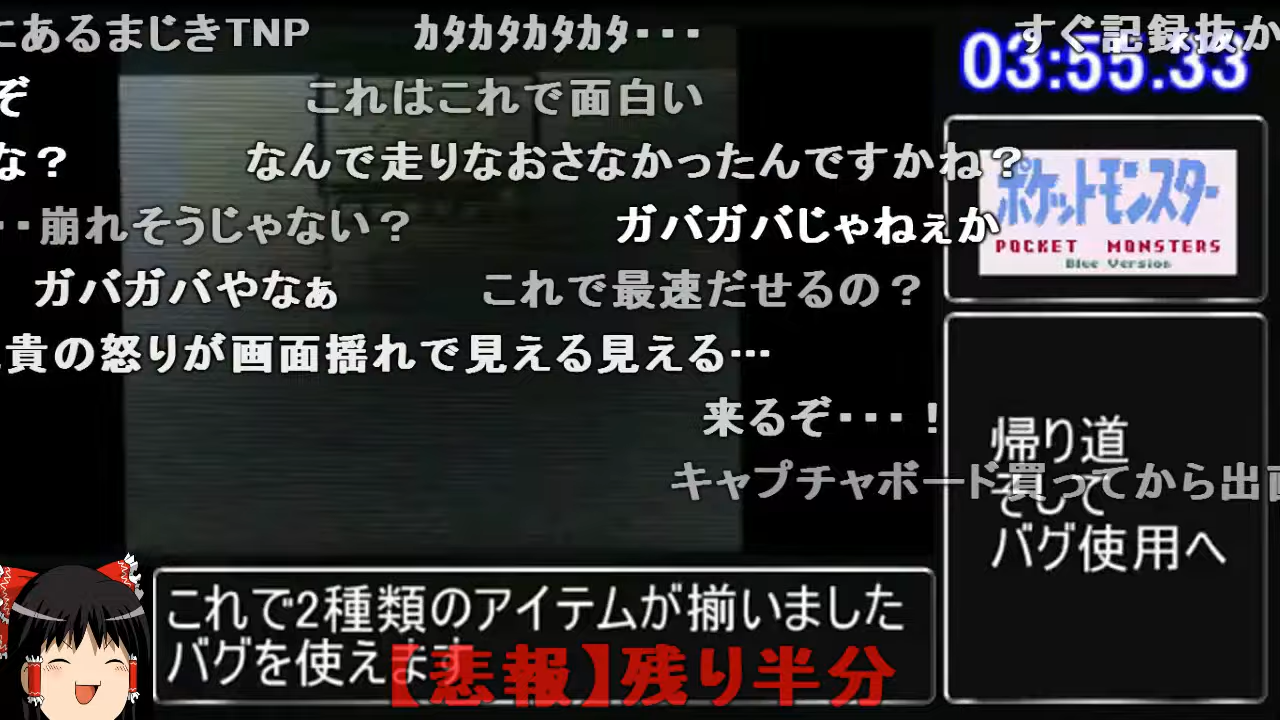 にあるまじきTNP
カタカタカタカタ・・・
すぐ記録抜か
03:55.33
ぞ
これはこれで面白い
な？
なんで走りなおさなかったんですかね？
ポケットモンスター
POCKET MONSTERS
Blue Version
・・崩れそうじゃない？
ガバガバじゃねぇか
ガバガバやなぁ
これで最速だせるの？
貴の怒りが画面揺れで見える見える…
来るぞ・・・！
キャプチャボード買ってから出直
帰り道
そして
バグ使用へ
これで2種類のアイテムが揃いました
バグを使えます
【悲報】残り半分